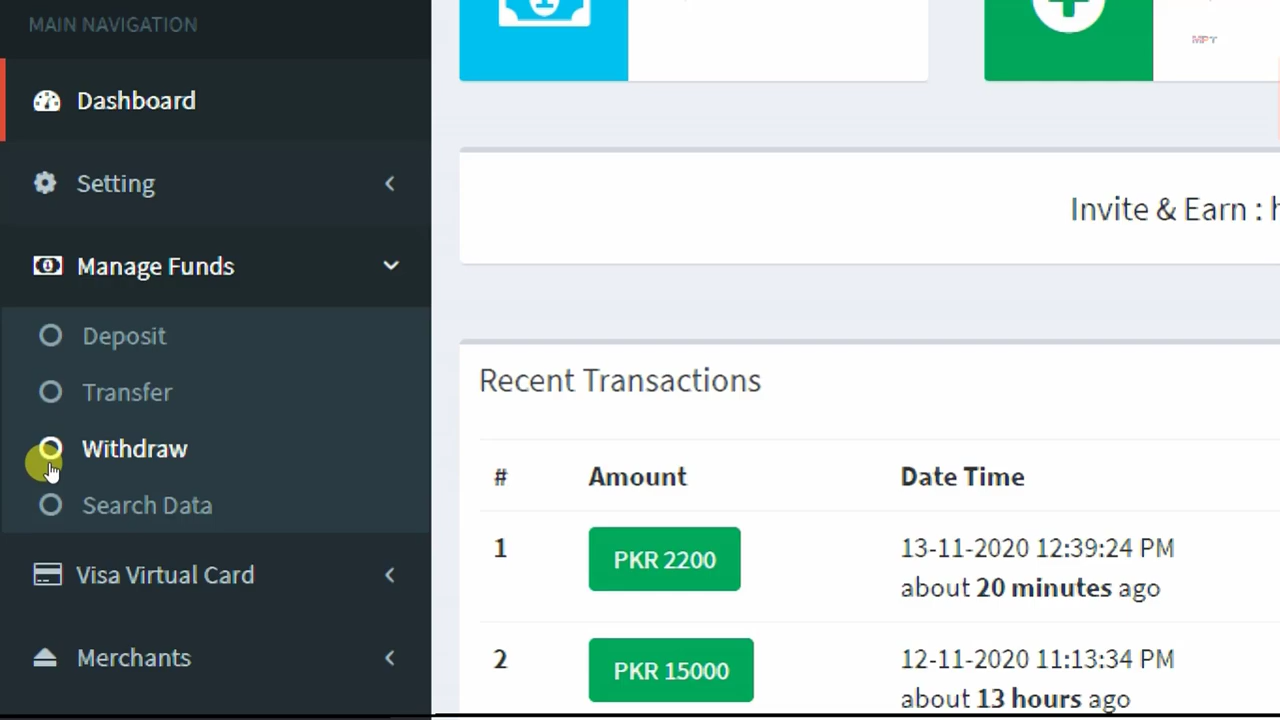 MAIN NAVIGATION
Dashboard
Setting
Manage Funds
Deposit
Transfer
Withdraw
Search Data
Visa Virtual Card
Merchants
MPT
Invite & Earn : h
Recent Transactions
# Amount Date Time
1 PKR 2200 13-11-2020 12:39:24 PM
about 20 minutes ago
2 PKR 15000 12-11-2020 11:13:34 PM
about 13 hours ago